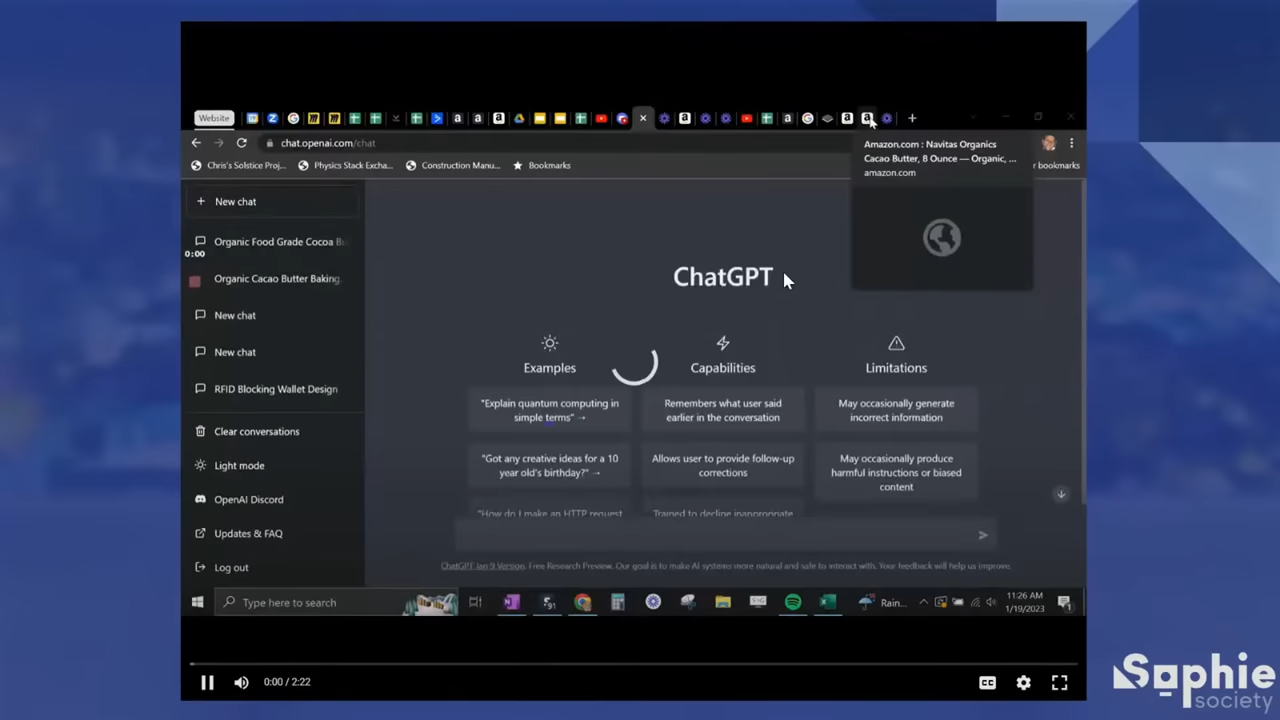 Website
chat.openai.com/chat
Chris's Solstice Proj...
Physics Stack Excha...
Construction Manu...
Bookmarks
r bookmarks
Amazon.com : Navitas Organics
Cacao Butter, 8 Ounce — Organic, ...
amazon.com
+ New chat
Organic Food Grade Cocoa B
0:00
Organic Cacao Butter Baking
New chat
New chat
RFID Blocking Wallet Design
Clear conversations
Light mode
OpenAI Discord
Updates & FAQ
Log out
ChatGPT
Examples
Capabilities
Limitations
"Explain quantum computing in
simple terms" →
Remembers what user said
earlier in the conversation
May occasionally generate
incorrect information
"Got any creative ideas for a 10
year old's birthday?" →
Allows user to provide follow-up
corrections
May occasionally produce
harmful instructions or biased
content
"How do I make an HTTP request
Trained to decline inappropriate
ChatGPT Jan 9 Version. Free Research Preview. Our goal is to make AI systems more natural and safe to interact with. Your feedback will help us improve.
Type here to search
Rain...
11:26 AM
1/19/2023
0:00 / 2:22
CC
Sophie
society